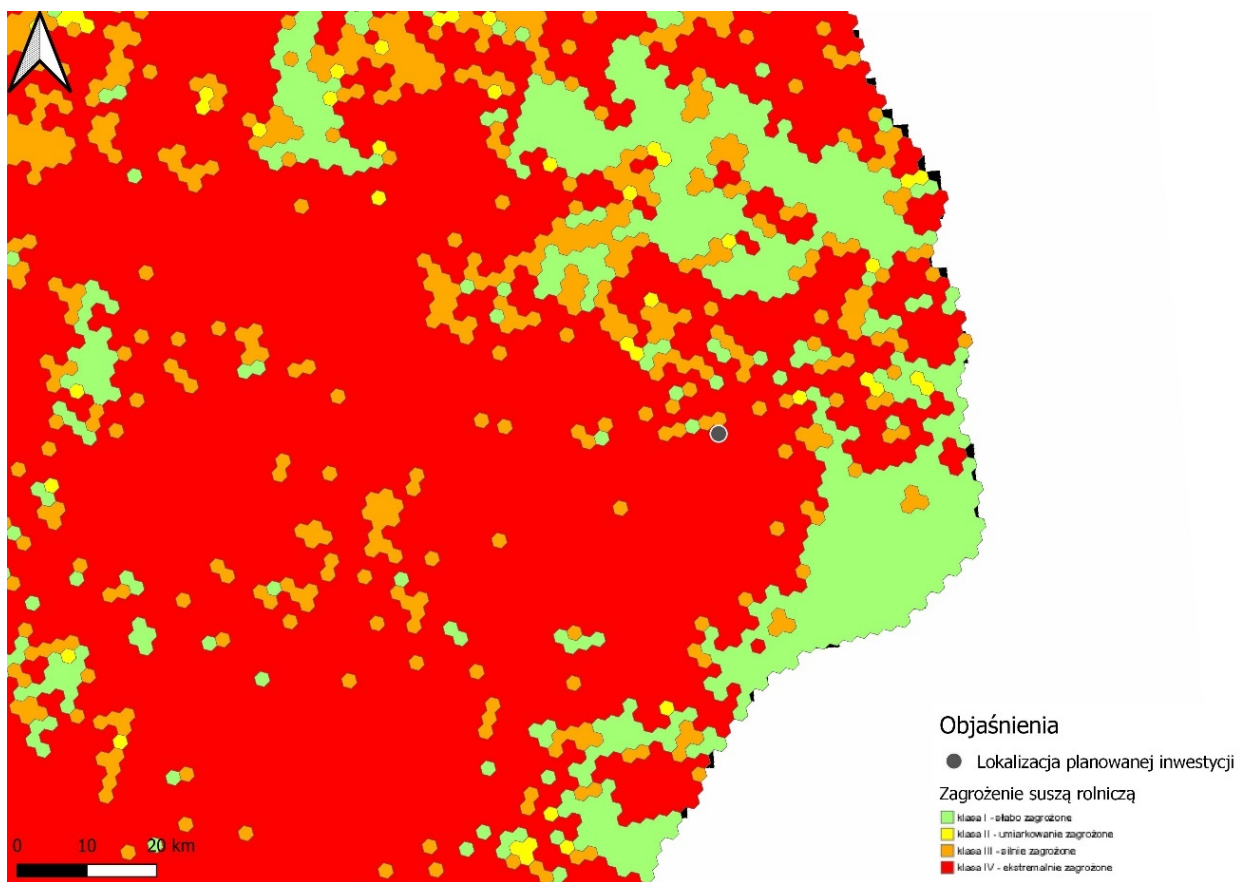 Objaśnienia
Lokalizacja planowanej inwestycji
Zagrożenie suszą rolniczą
klasa I - słabo zagrożone
klasa II - umiarkowanie zagrożone
klasa III - silnie zagrożone
klasa IV - ekstremalnie zagrożone
0 10 20 km